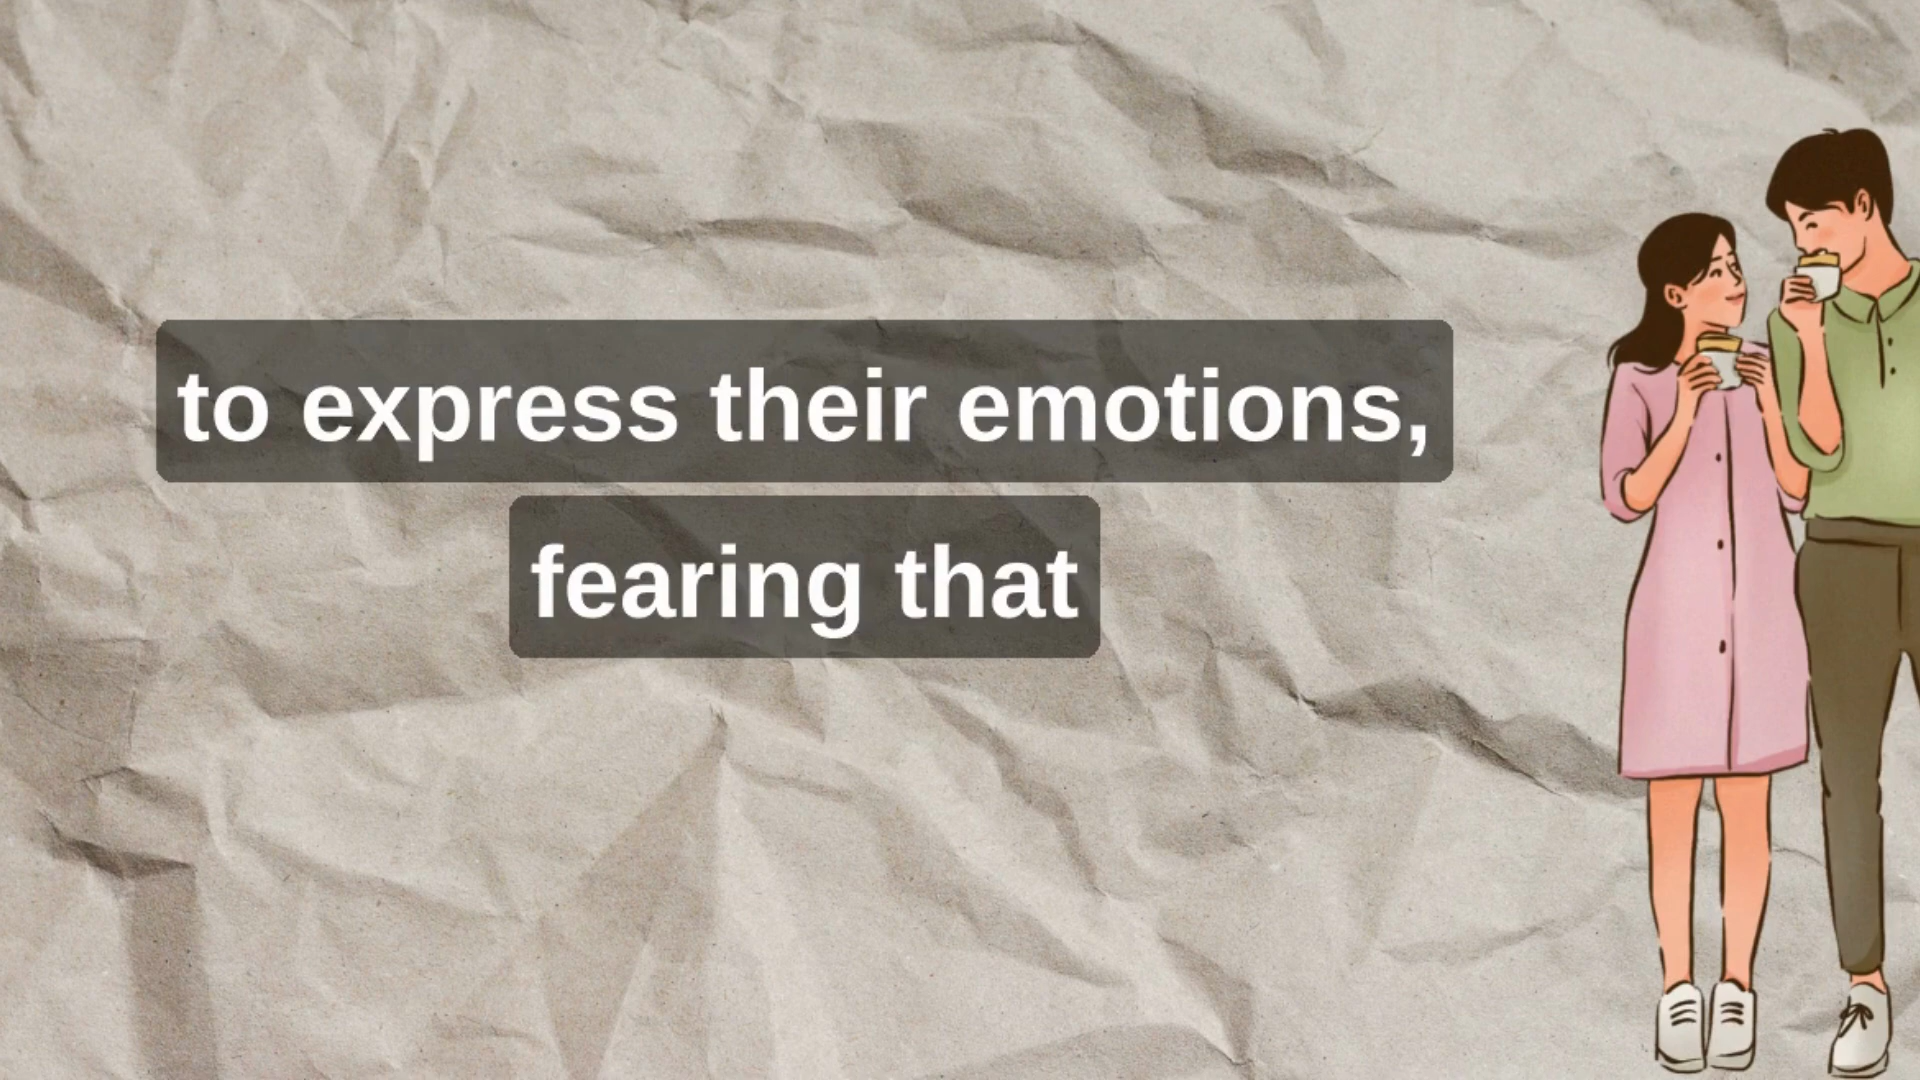 to express their emotions,
fearing that